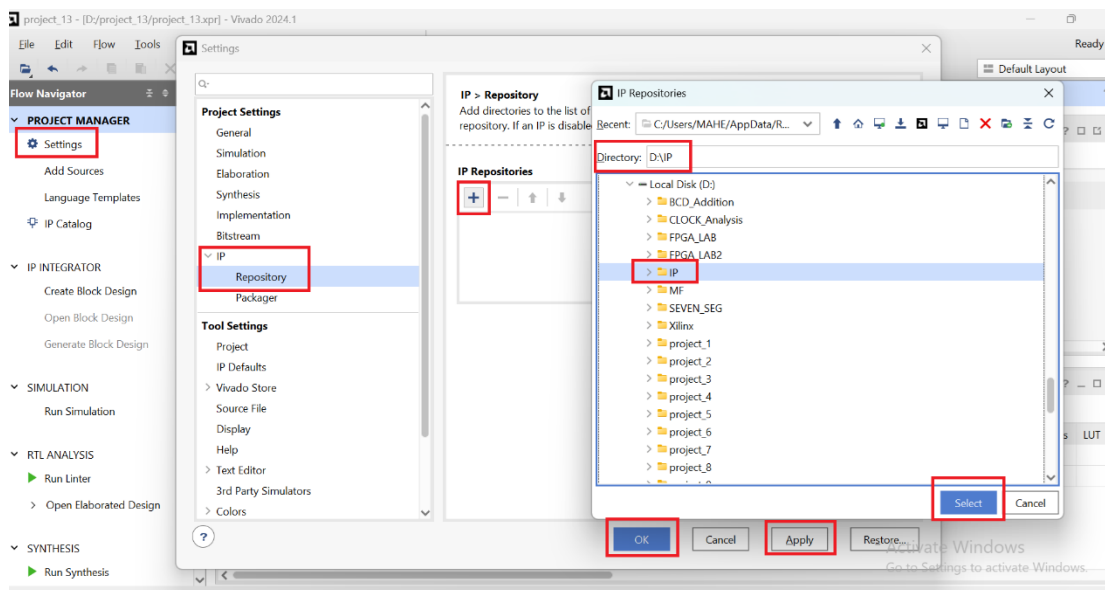 project_13 - [D:/project_13/project_13.xpr] - Vivado 2024.1
File Edit Flow Tools
Ready
Default Layout
Flow Navigator
PROJECT MANAGER
Settings
Add Sources
Language Templates
IP Catalog
IP INTEGRATOR
Create Block Design
Open Block Design
Generate Block Design
SIMULATION
Run Simulation
RTL ANALYSIS
Run Linter
Open Elaborated Design
SYNTHESIS
Run Synthesis
Settings
Q-
Project Settings
General
Simulation
Elaboration
Synthesis
Implementation
Bitstream
IP
Repository
Packager
Tool Settings
Project
IP Defaults
Vivado Store
Source File
Display
Help
Text Editor
3rd Party Simulators
Colors
?
IP > Repository
Add directories to the list of
repository. If an IP is disable
IP Repositories
OK Cancel Apply Restore...
IP Repositories
Recent: C:/Users/MAHE/AppData/R...
Directory: D:\IP
Local Disk (D:)
BCD_Addition
CLOCK_Analysis
FPGA_LAB
FPGA_LAB2
IP
MF
SEVEN_SEG
Xilinx
project_1
project_2
project_3
project_4
project_5
project_6
project_7
project_8
Select Cancel
LUT
Activate Windows
Go to Settings to activate Windows.